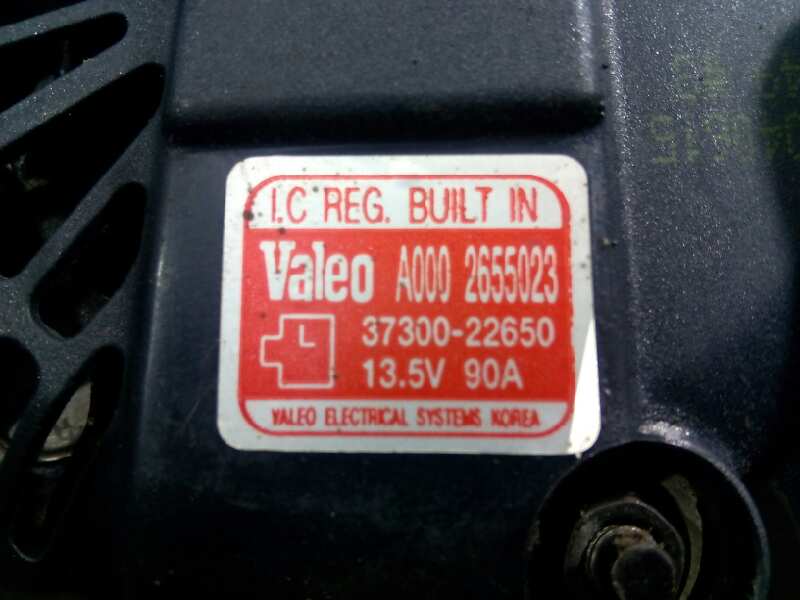 I.C REG. BUILT IN
Valeo A000 2655023
L 37300-22650
13.5V 90A
VALEO ELECTRICAL SYSTEMS KOREA